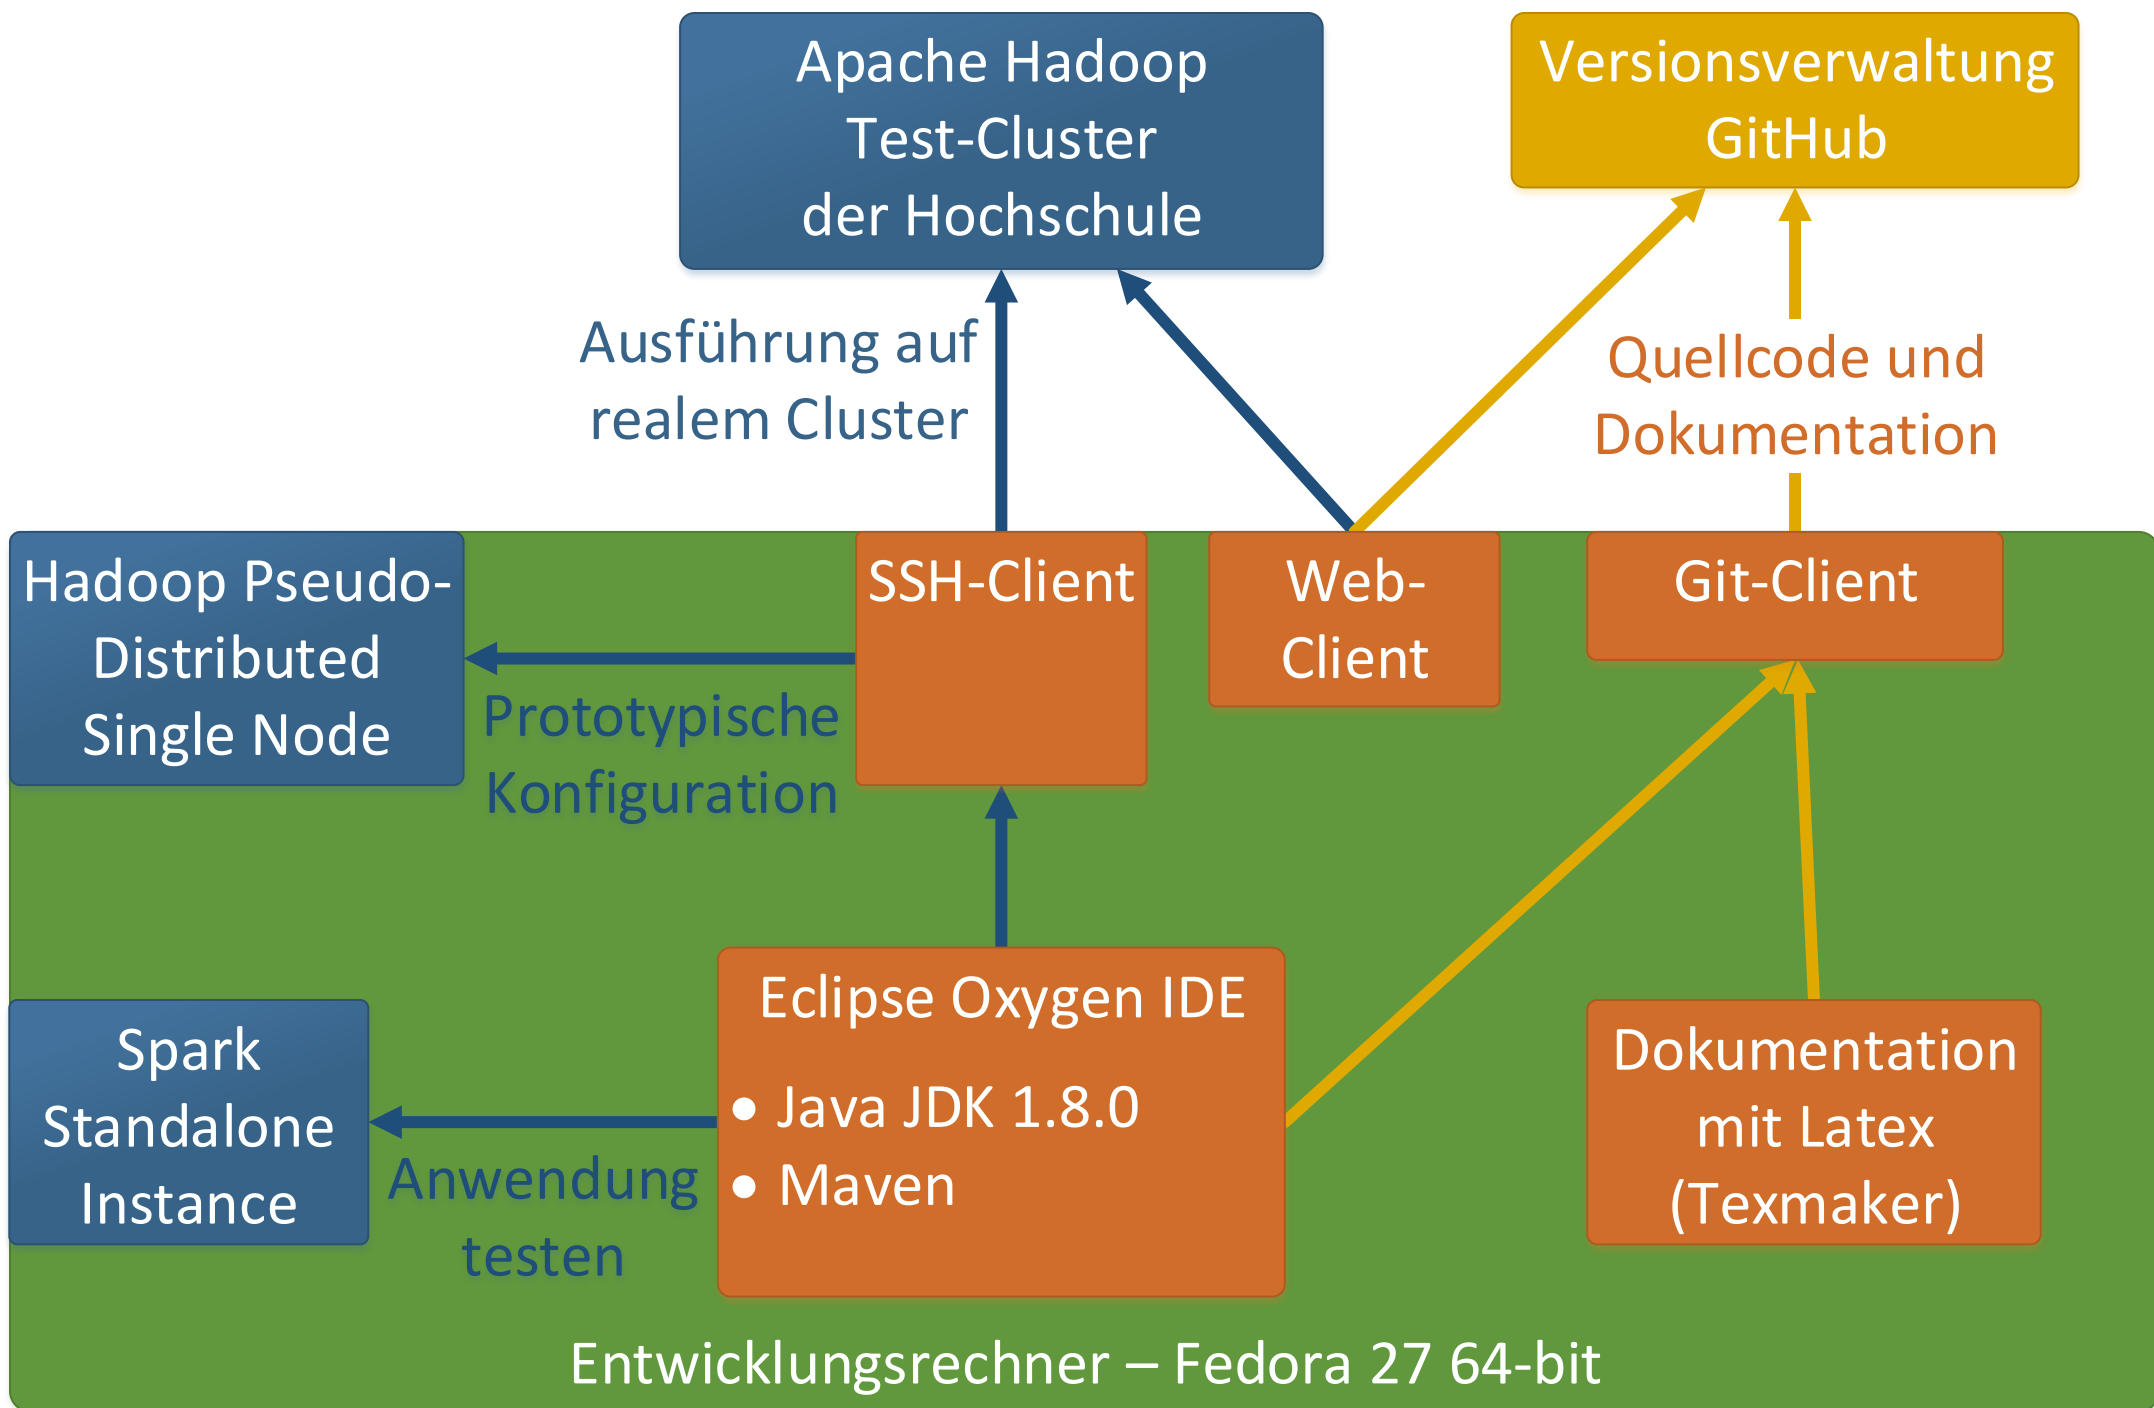 Apache Hadoop
Test-Cluster
der Hochschule
Versionsverwaltung
GitHub
Ausführung auf
realem Cluster
Quellcode und
Dokumentation
Hadoop Pseudo-
Distributed
Single Node
SSH-Client
Web-
Client
Git-Client
Prototypische
Konfiguration
Eclipse Oxygen IDE
● Java JDK 1.8.0
● Maven
Spark
Standalone
Instance
Anwendung
testen
Dokumentation
mit Latex
(Texmaker)
Entwicklungsrechner – Fedora 27 64-bit